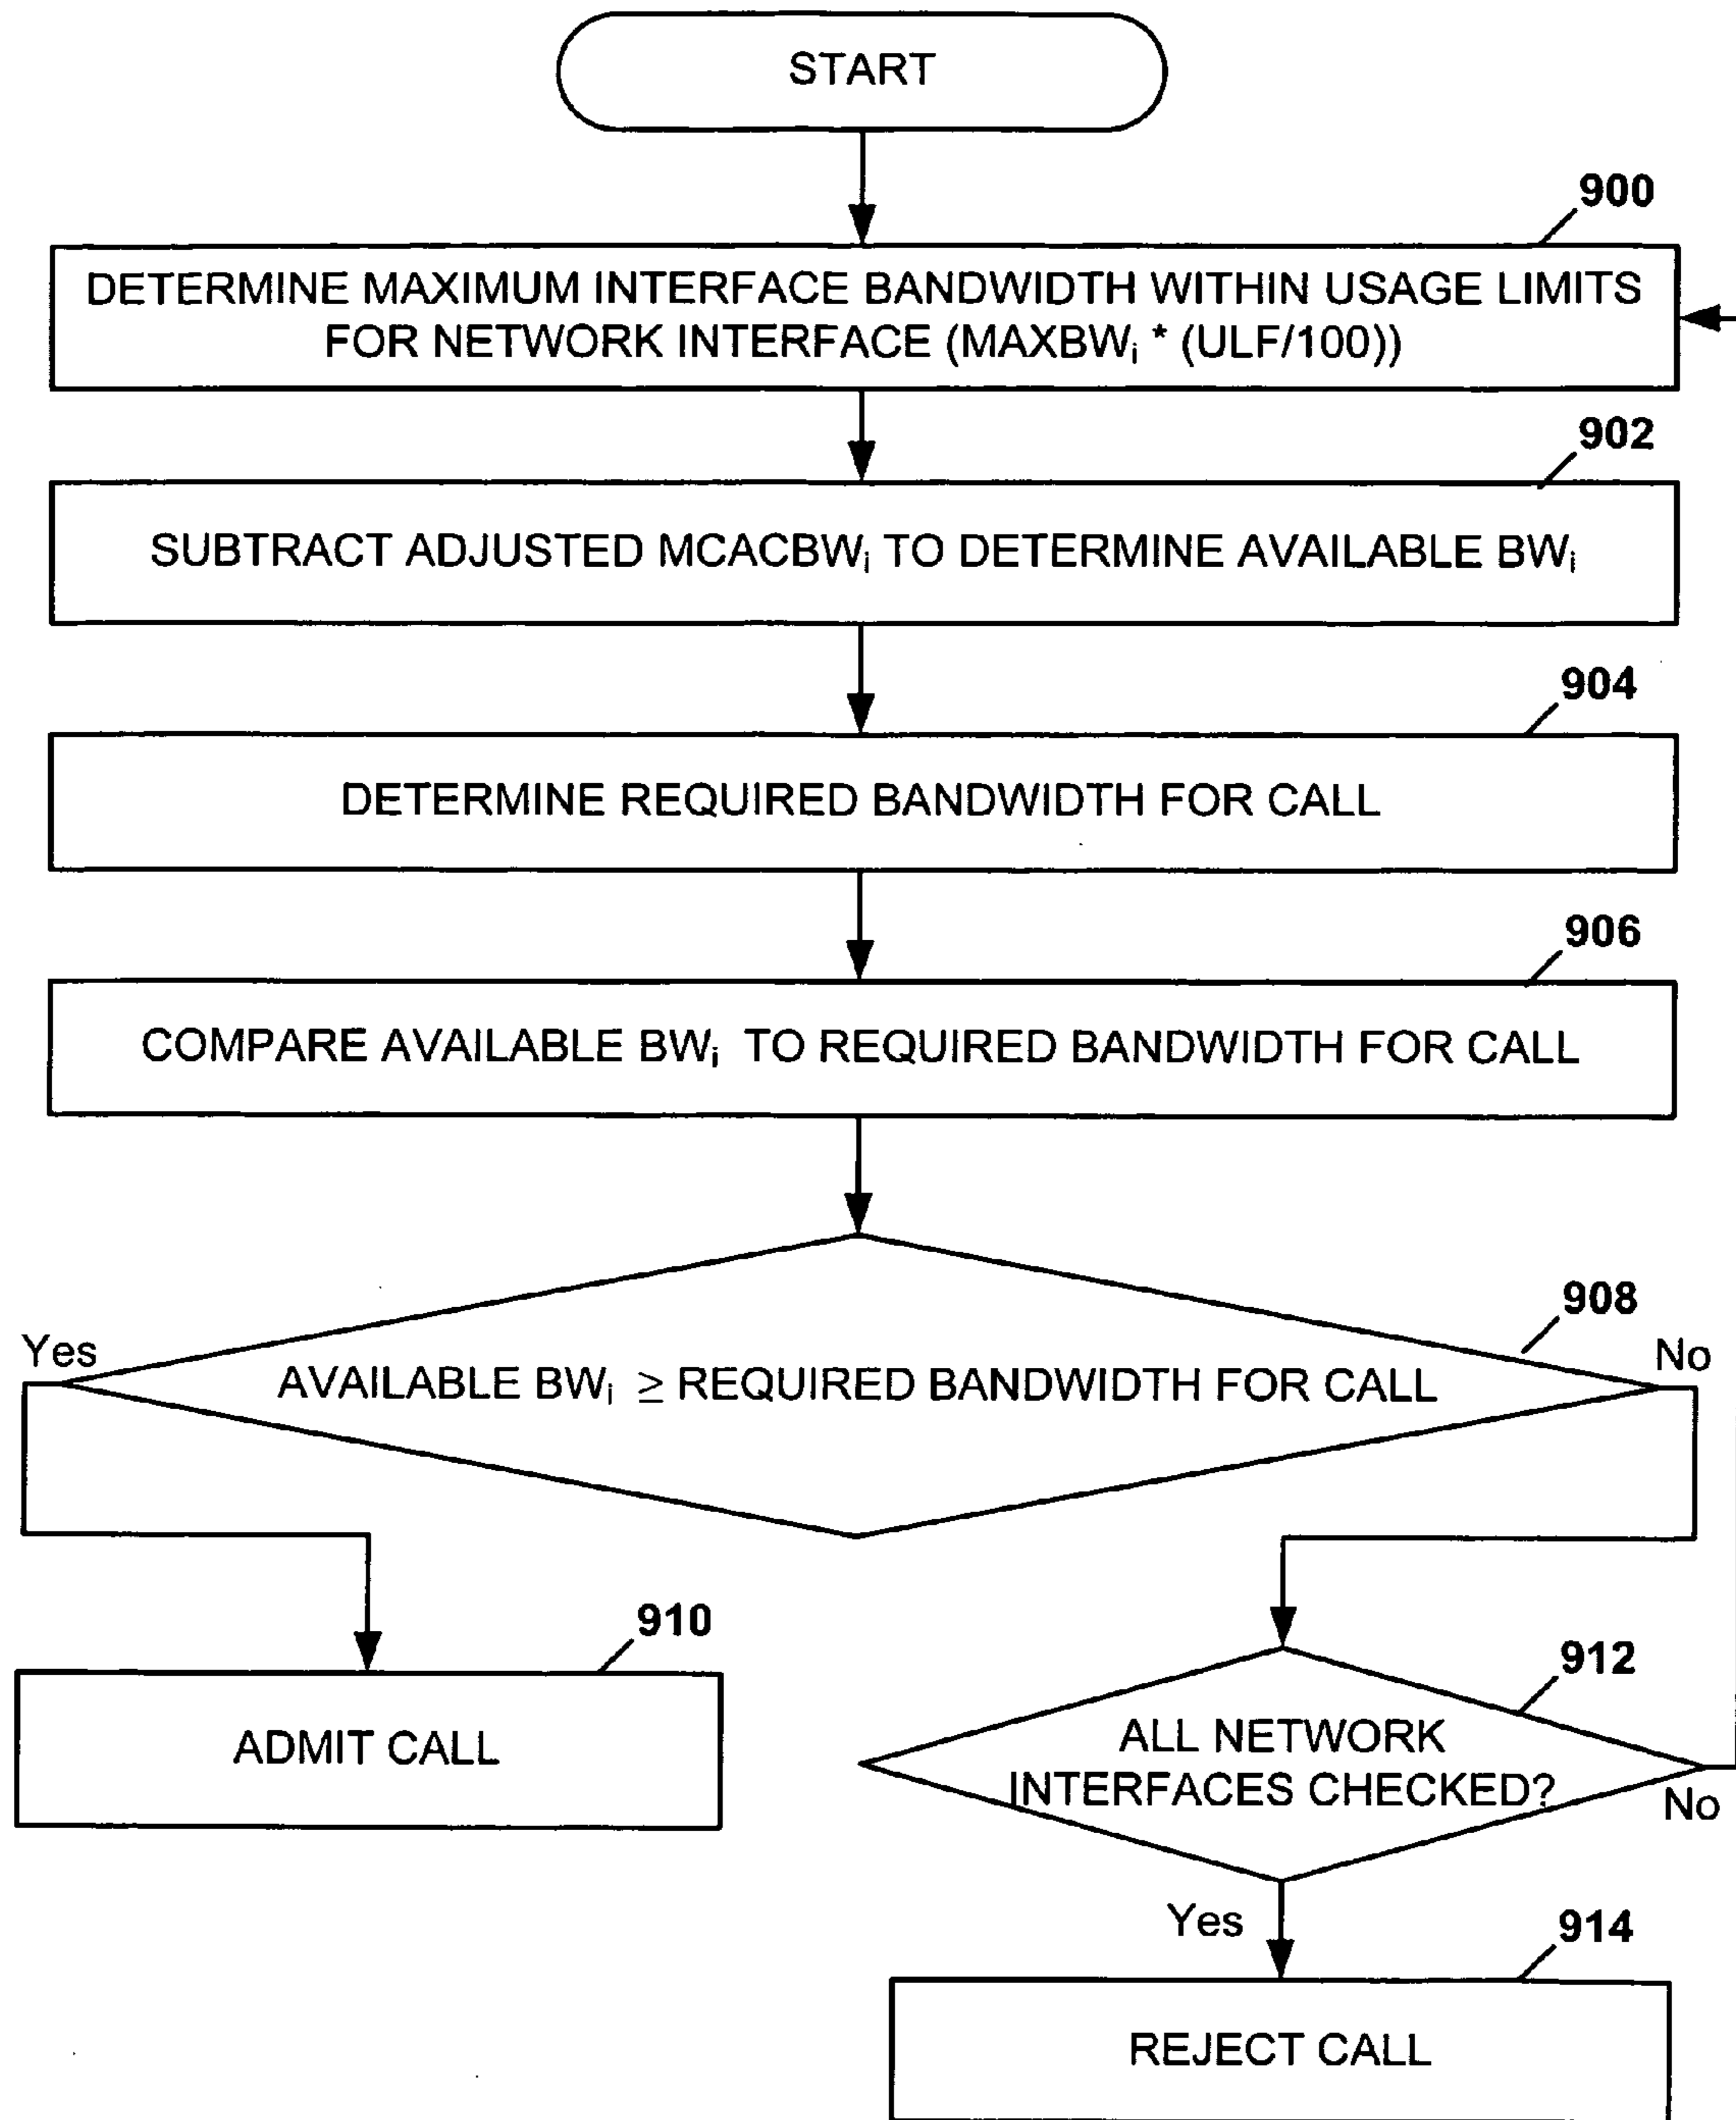 START
900
DETERMINE MAXIMUM INTERFACE BANDWIDTH WITHIN USAGE LIMITS
FOR NETWORK INTERFACE (MAXBWi * (ULF/100))
902
SUBTRACT ADJUSTED MCACBWi TO DETERMINE AVAILABLE BWi
904
DETERMINE REQUIRED BANDWIDTH FOR CALL
906
COMPARE AVAILABLE BWi TO REQUIRED BANDWIDTH FOR CALL
908
Yes
No
AVAILABLE BWi ≥ REQUIRED BANDWIDTH FOR CALL
910
ADMIT CALL
912
ALL NETWORK
INTERFACES CHECKED?
No
Yes
914
REJECT CALL